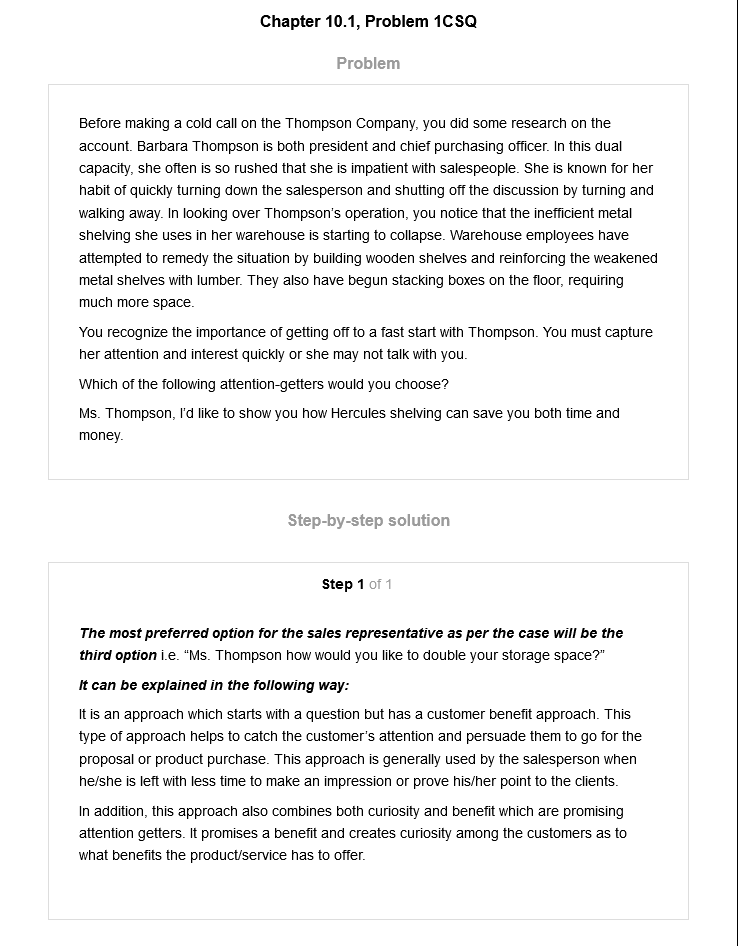 Chapter 10.1, Problem 1CSQ
Problem
Before making a cold call on the Thompson Company, you did some research on the
account. Barbara Thompson is both president and chief purchasing officer. In this dual
capacity, she often is so rushed that she is impatient with salespeople. She is known for her
habit of quickly turning down the salesperson and shutting off the discussion by turning and
walking away. In looking over Thompson’s operation, you notice that the inefficient metal
shelving she uses in her warehouse is starting to collapse. Warehouse employees have
attempted to remedy the situation by building wooden shelves and reinforcing the weakened
metal shelves with lumber. They also have begun stacking boxes on the floor, requiring
much more space.
You recognize the importance of getting off to a fast start with Thompson. You must capture
her attention and interest quickly or she may not talk with you.
Which of the following attention-getters would you choose?
Ms. Thompson, I’d like to show you how Hercules shelving can save you both time and
money.
Step-by-step solution
Step 1 of 1
The most preferred option for the sales representative as per the case will be the
third option i.e. “Ms. Thompson how would you like to double your storage space?”
It can be explained in the following way:
It is an approach which starts with a question but has a customer benefit approach. This
type of approach helps to catch the customer’s attention and persuade them to go for the
proposal or product purchase. This approach is generally used by the salesperson when
he/she is left with less time to make an impression or prove his/her point to the clients.
In addition, this approach also combines both curiosity and benefit which are promising
attention getters. It promises a benefit and creates curiosity among the customers as to
what benefits the product/service has to offer.